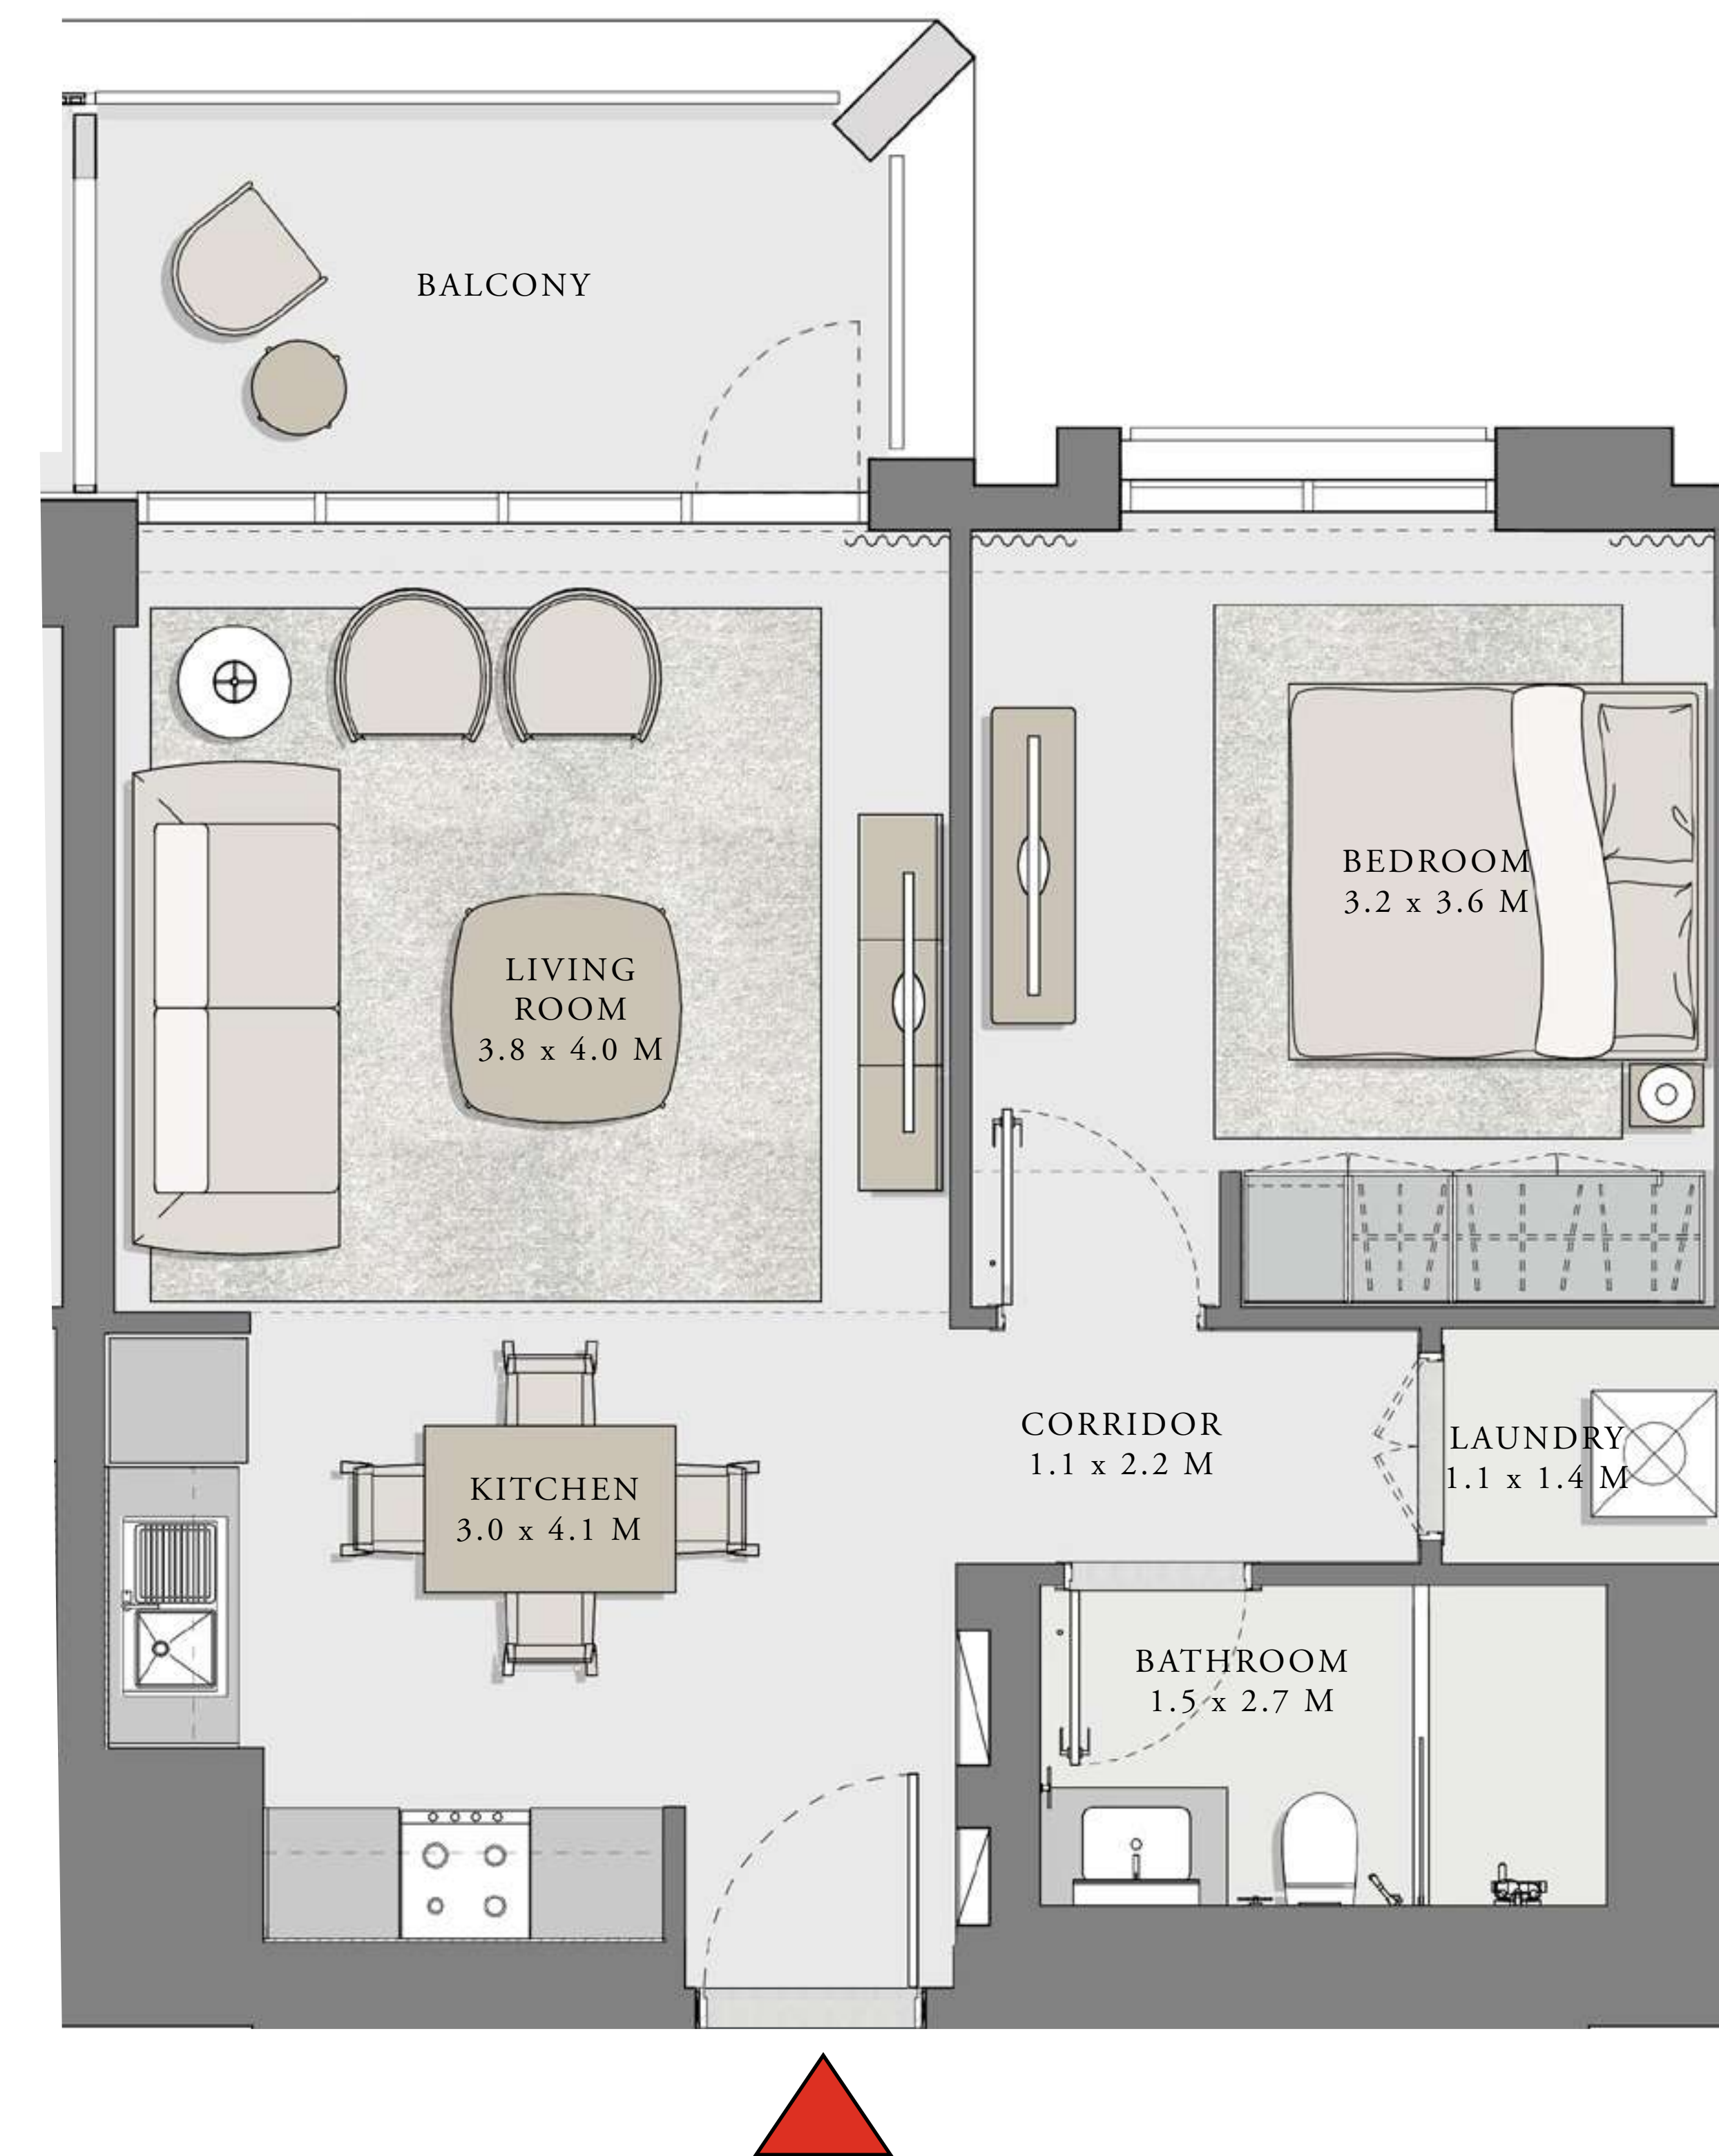 BALCONY
BEDROOM
3.2 x 3.6 M
LIVING
ROOM
3.8 x 4.0 M
CORRIDOR
1.1 x 2.2 M
LAUNDRY
1.1 x 1.4 M
KITCHEN
3.0 x 4.1 M
BATHROOM
1.5 x 2.7 M